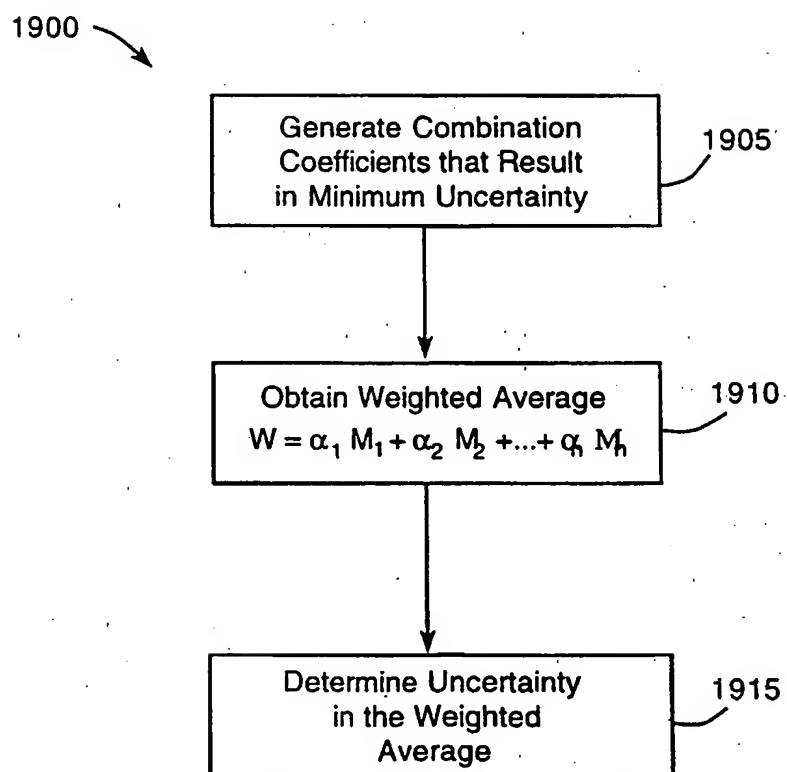 1900
Generate Combination
Coefficients that Result
in Minimum Uncertainty
1905
Obtain Weighted Average
W = α₁ M₁ + α₂ M₂ +...+ αₙ Mₙ
1910
Determine Uncertainty
in the Weighted
Average
1915